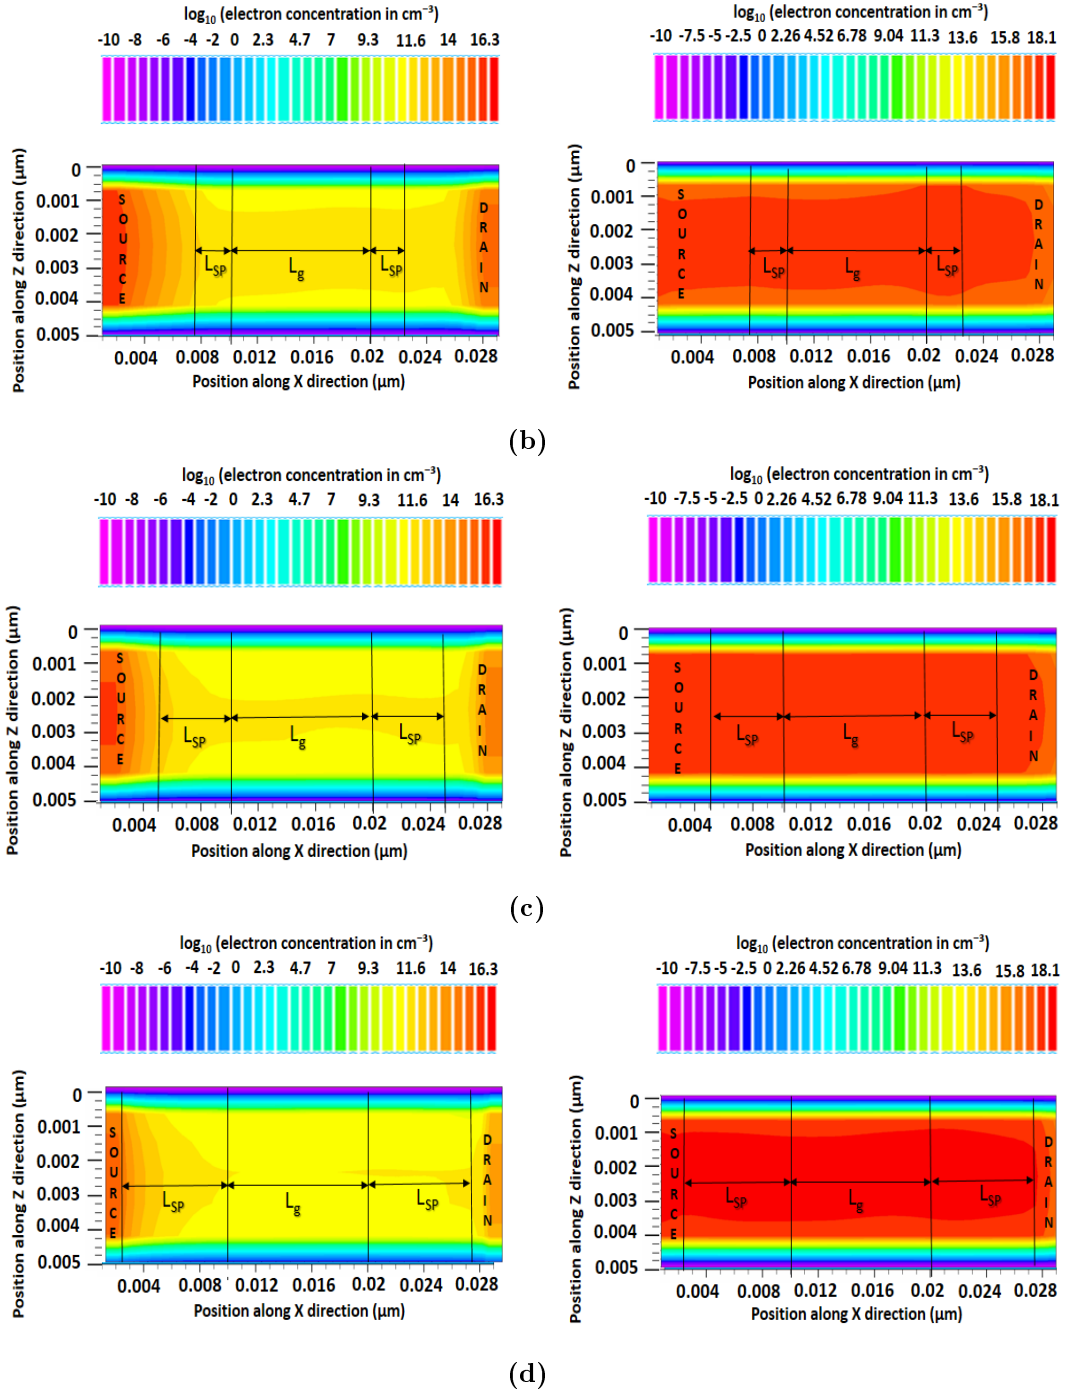 log10 (electron concentration in cm−3)
-10 -8 -6 -4 -2 0 2.3 4.7 7 9.3 11.6 14 16.3
Position along Z direction (µm)
0
0.001
0.002
0.003
0.004
0.005
SOURCE
LSP
Lg
LSP
DRAIN
0.004 0.008 0.012 0.016 0.02 0.024 0.028
Position along X direction (µm)
log10 (electron concentration in cm−3)
-10 -7.5 -5 -2.5 0 2.26 4.52 6.78 9.04 11.3 13.6 15.8 18.1
Position along Z direction (µm)
0
0.001
0.002
0.003
0.004
0.005
SOURCE
LSP
Lg
LSP
DRAIN
0.004 0.008 0.012 0.016 0.02 0.024 0.028
Position along X direction (µm)
(b)
log10 (electron concentration in cm−3)
-10 -8 -6 -4 -2 0 2.3 4.7 7 9.3 11.6 14 16.3
Position along Z direction (µm)
0
0.001
0.002
0.003
0.004
0.005
SOURCE
LSP
Lg
LSP
DRAIN
0.004 0.008 0.012 0.016 0.02 0.024 0.028
Position along X direction (µm)
log10 (electron concentration in cm−3)
-10 -7.5 -5 -2.5 0 2.26 4.52 6.78 9.04 11.3 13.6 15.8 18.1
Position along Z direction (µm)
0
0.001
0.002
0.003
0.004
0.005
SOURCE
LSP
Lg
LSP
DRAIN
0.004 0.008 0.012 0.016 0.02 0.024 0.028
Position along X direction (µm)
(c)
log10 (electron concentration in cm−3)
-10 -8 -6 -4 -2 0 2.3 4.7 7 9.3 11.6 14 16.3
Position along Z direction (µm)
0
0.001
0.002
0.003
0.004
0.005
SOURCE
LSP
Lg
LSP
DRAIN
0.004 0.008 0.012 0.016 0.02 0.024 0.028
Position along X direction (µm)
log10 (electron concentration in cm−3)
-10 -7.5 -5 -2.5 0 2.26 4.52 6.78 9.04 11.3 13.6 15.8 18.1
Position along Z direction (µm)
0
0.001
0.002
0.003
0.004
0.005
SOURCE
LSP
Lg
LSP
DRAIN
0.004 0.008 0.012 0.016 0.02 0.024 0.028
Position along X direction (µm)
(d)